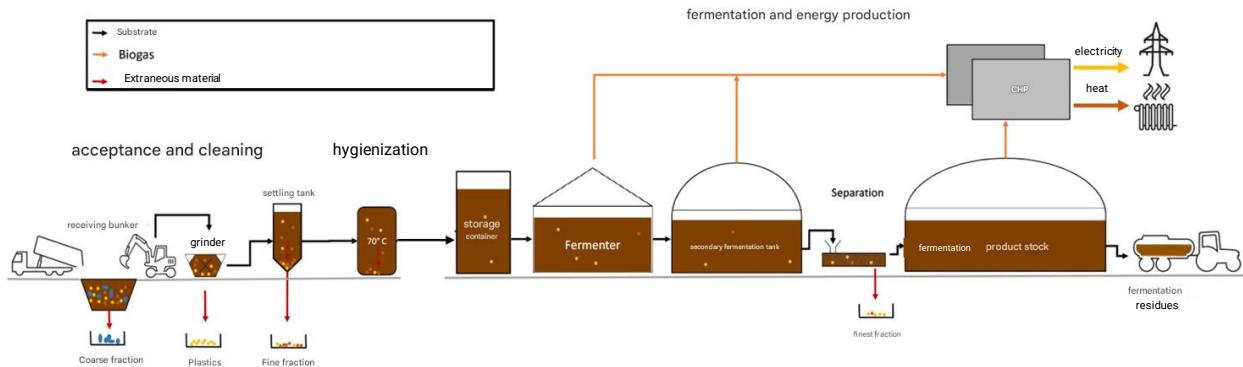 fermentation and energy production
Substrate
Biogas
Extraneous material
electricity
CHP
heat
acceptance and cleaning
hygienization
settling tank
Separation
receiving bunker
grinder
70° C
storage
container
Fermenter
secondary fermentation tank
fermentation product stock
fermentation
residues
finest fraction
Coarse fraction
Plastics
Fine fraction